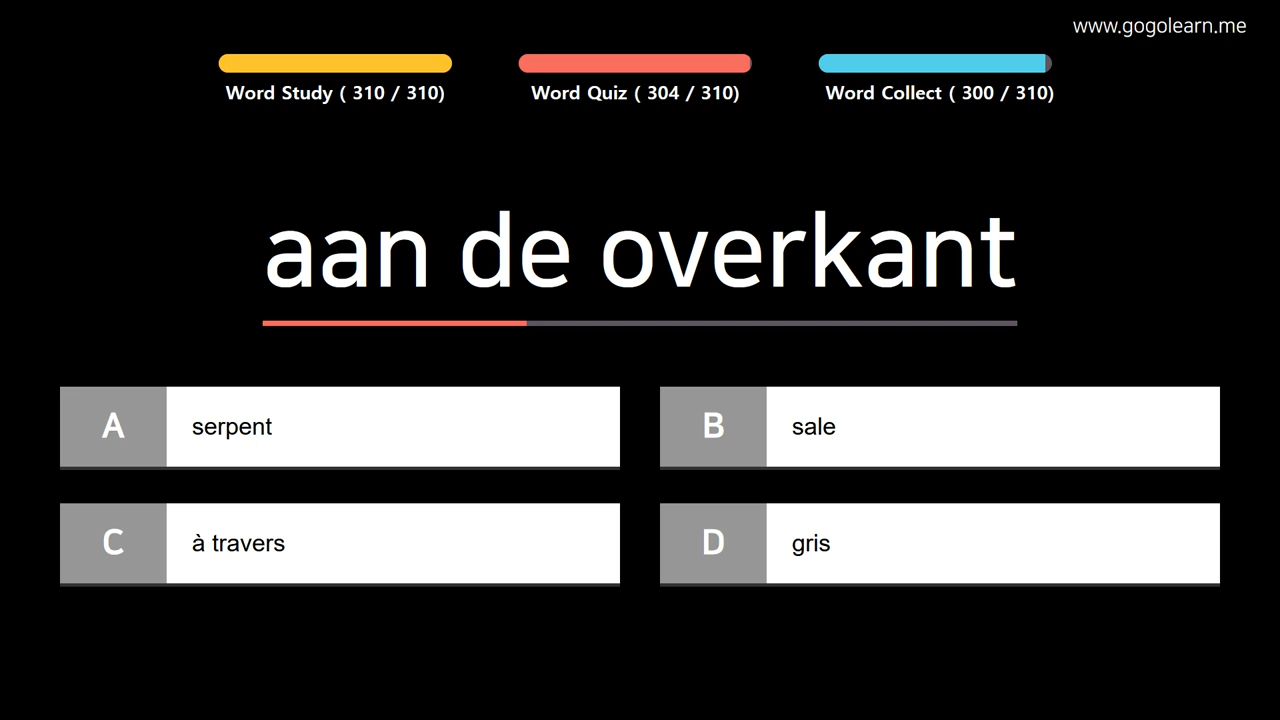 www.gogolearn.me
Word Study ( 310 / 310)
Word Quiz ( 304 / 310)
Word Collect ( 300 / 310)
aan de overkant
A serpent
B sale
C à travers
D gris